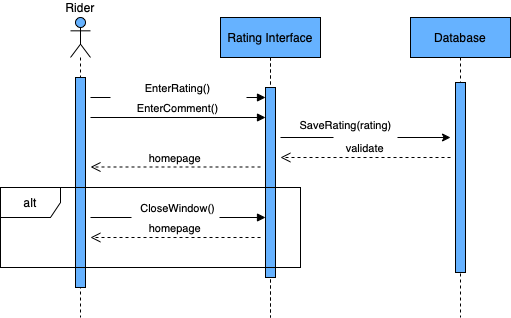 Rider
Rating Interface
Database
EnterRating()
EnterComment()
SaveRating(rating)
validate
homepage
alt
CloseWindow()
homepage